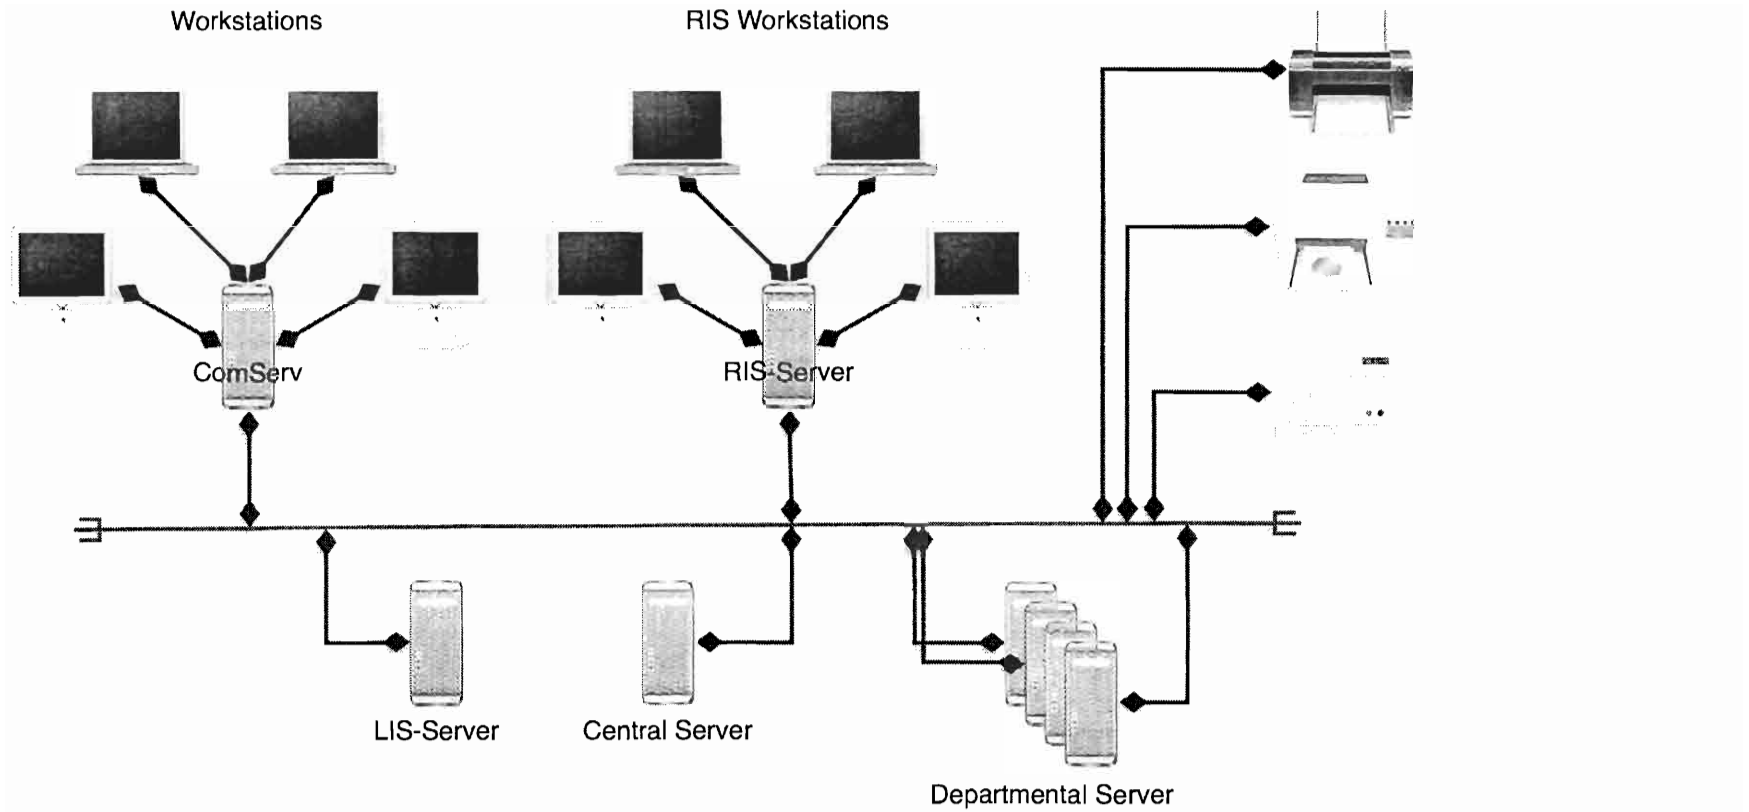 Workstations
RIS Workstations
ComServ
RIS-Server
LIS-Server
Central Server
Departmental Server